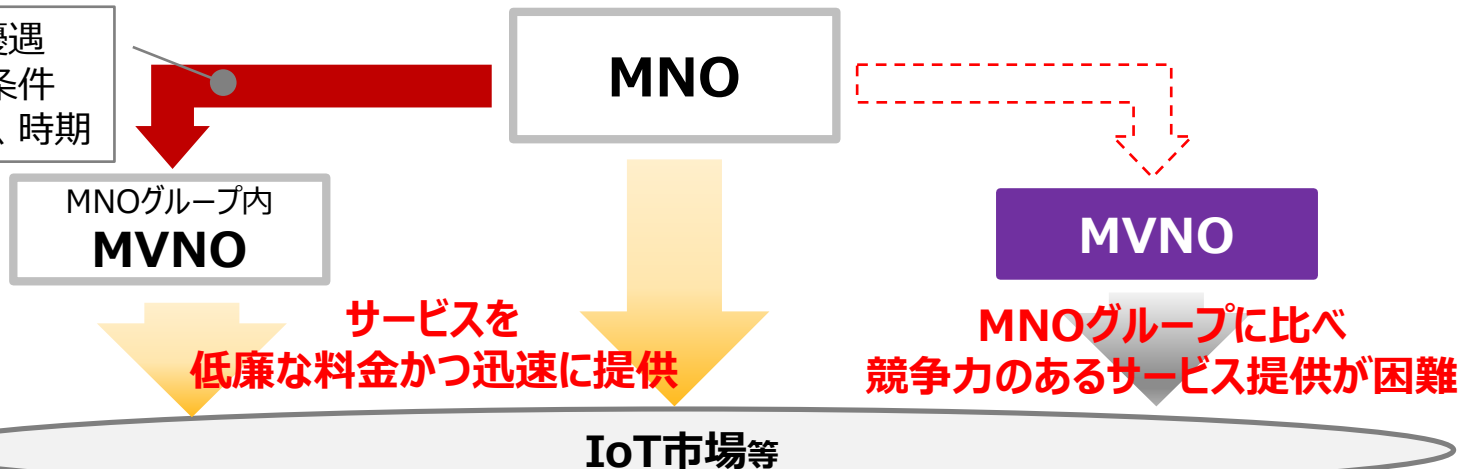 優遇
条件
、時期
MNO
MNOグループ内
MVNO
MVNO
サービスを
低廉な料金かつ迅速に提供
MNOグループに比べ
競争力のあるサービス提供が困難
IoT市場等